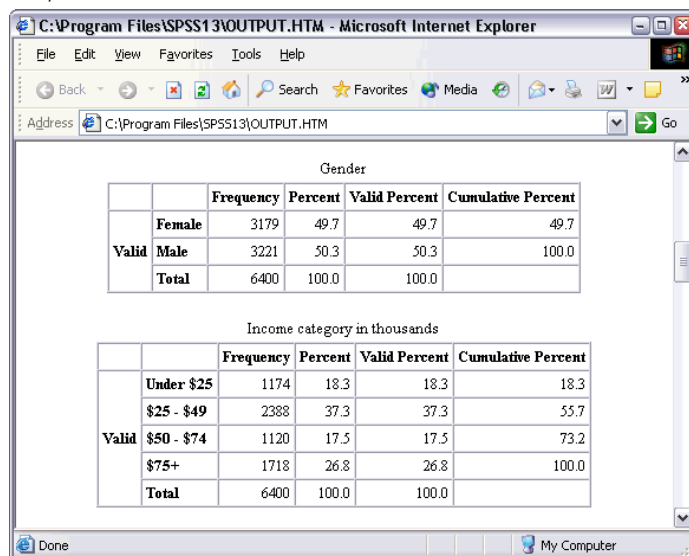 C:\Program Files\SPSS13\OUTPUT.HTM - Microsoft Internet Explorer
File Edit View Favorites Tools Help
Back Search Favorites Media W »
Address C:\Program Files\SPSS13\OUTPUT.HTM Go
Gender
Frequency Percent Valid Percent Cumulative Percent
Female 3179 49.7 49.7 49.7
Valid Male 3221 50.3 50.3 100.0
Total 6400 100.0 100.0
Income category in thousands
Frequency Percent Valid Percent Cumulative Percent
Under $25 1174 18.3 18.3 18.3
$25 - $49 2388 37.3 37.3 55.7
Valid $50 - $74 1120 17.5 17.5 73.2
$75+ 1718 26.8 26.8 100.0
Total 6400 100.0 100.0
Done My Computer